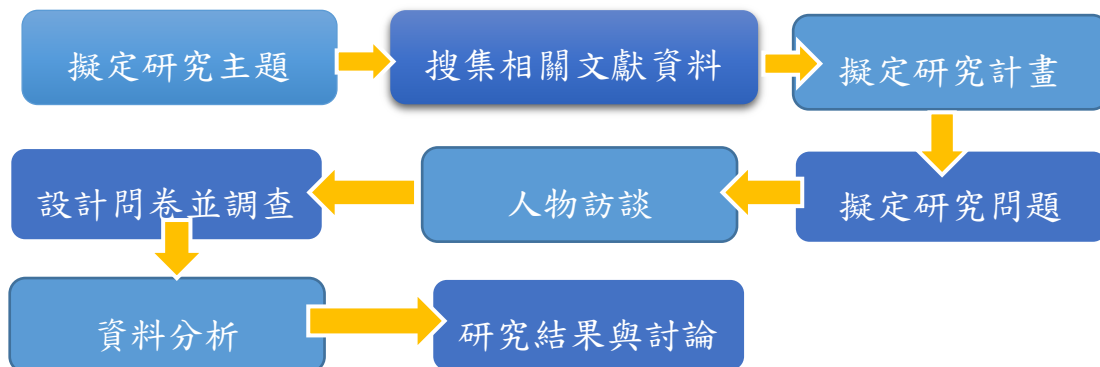 擬定研究主題
搜集相關文獻資料
擬定研究計畫
擬定研究問題
人物訪談
設計問卷並調查
資料分析
研究結果與討論